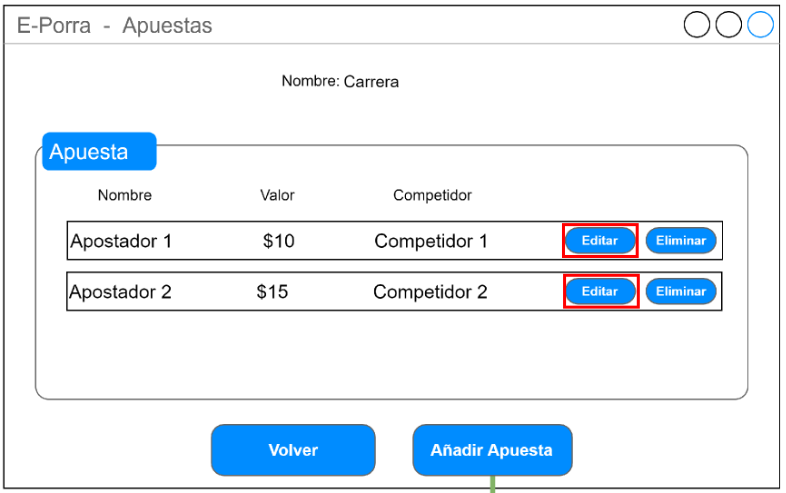 E-Porra - Apuestas
Nombre: Carrera
Apuesta
Nombre Valor Competidor
Apostador 1 $10 Competidor 1 Editar Eliminar
Apostador 2 $15 Competidor 2 Editar Eliminar
Volver Añadir Apuesta